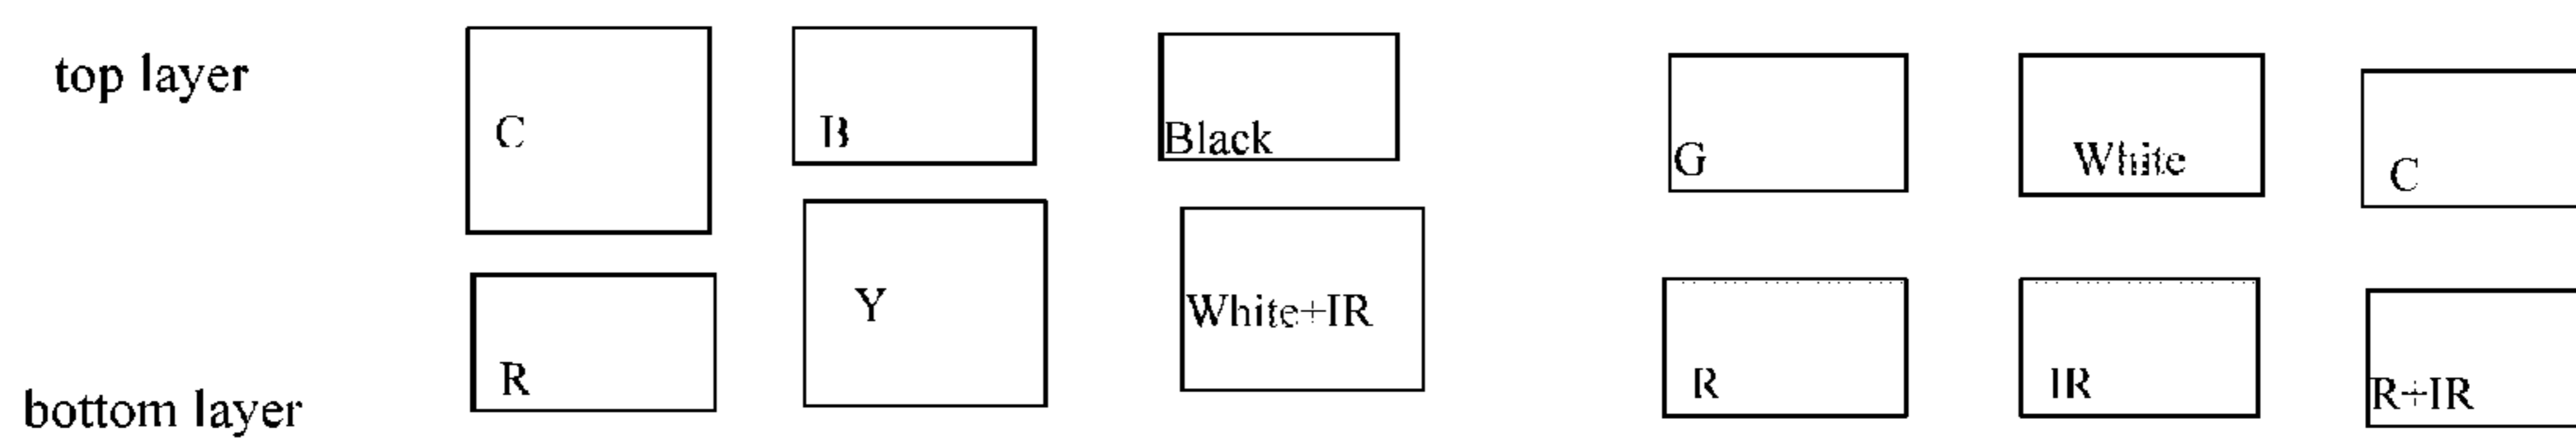 top layer
C
B
Black
G
White
C
R
Y
White+IR
R
IR
R+IR
bottom layer